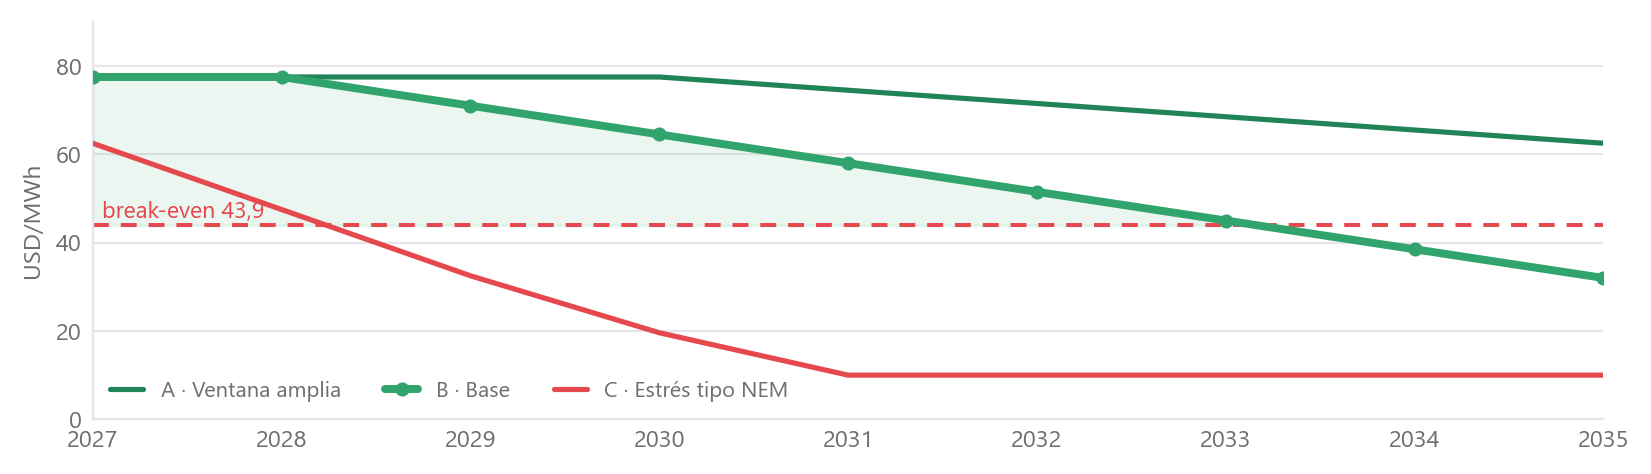 USD/MWh
80
60
break-even 43,9
40
20
A · Ventana amplia
B · Base
C · Estrés tipo NEM
0
2027 2028 2029 2030 2031 2032 2033 2034 2035